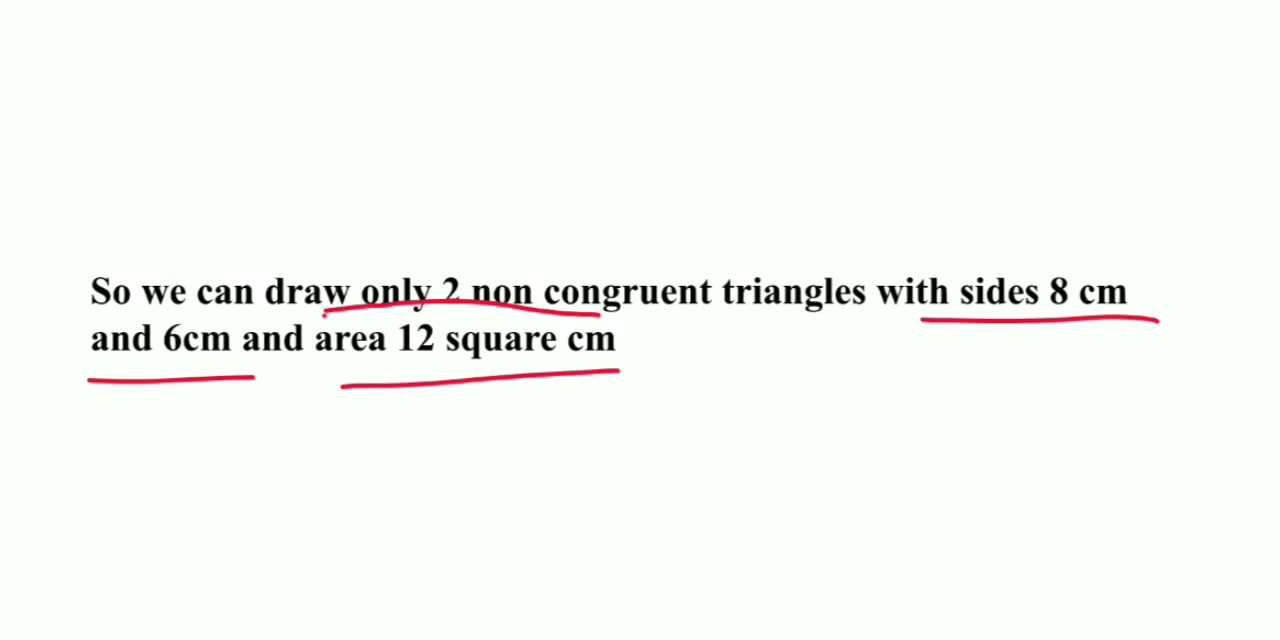 So we can draw only 2 non congruent triangles with sides 8 cm
and 6cm and area 12 square cm